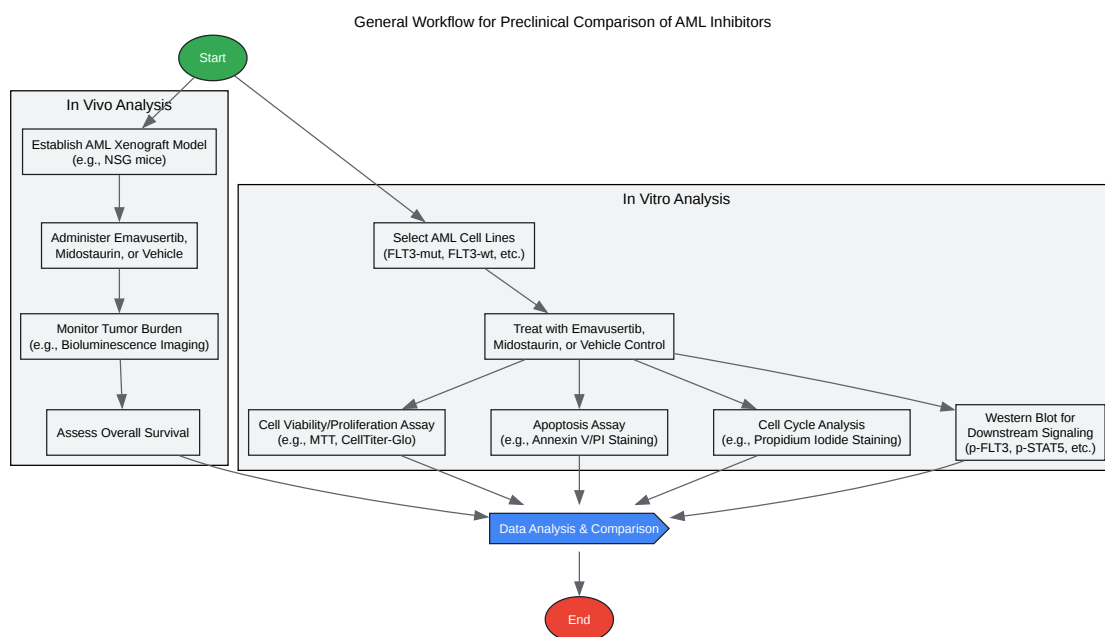 General Workflow for Preclinical Comparison of AML Inhibitors
Start
In Vivo Analysis
Establish AML Xenograft Model
(e.g., NSG mice)
Administer Emavusertib,
Midostaurin, or Vehicle
Monitor Tumor Burden
(e.g., Bioluminescence Imaging)
Assess Overall Survival
In Vitro Analysis
Select AML Cell Lines
(FLT3-mut, FLT3-wt, etc.)
Treat with Emavusertib,
Midostaurin, or Vehicle Control
Cell Viability/Proliferation Assay
(e.g., MTT, CellTiter-Glo)
Apoptosis Assay
(e.g., Annexin V/PI Staining)
Cell Cycle Analysis
(e.g., Propidium Iodide Staining)
Western Blot for
Downstream Signaling
(p-FLT3, p-STAT5, etc.)
Data Analysis & Comparison
End